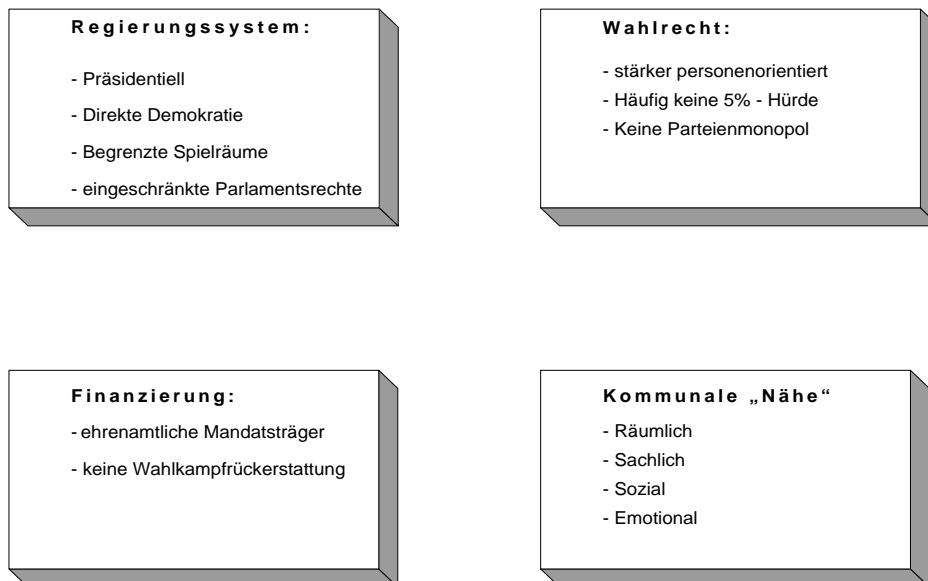 Regierungssystem:
- Präsidentiell
- Direkte Demokratie
- Begrenzte Spielräume
- eingeschränkte Parlamentsrechte
Wahlrecht:
- stärker personenorientiert
- Häufig keine 5% - Hürde
- Keine Parteienmonopol
Finanzierung:
- ehrenamtliche Mandatsträger
- keine Wahlkampfrückerstattung
Kommunale „Nähe“
- Räumlich
- Sachlich
- Sozial
- Emotional